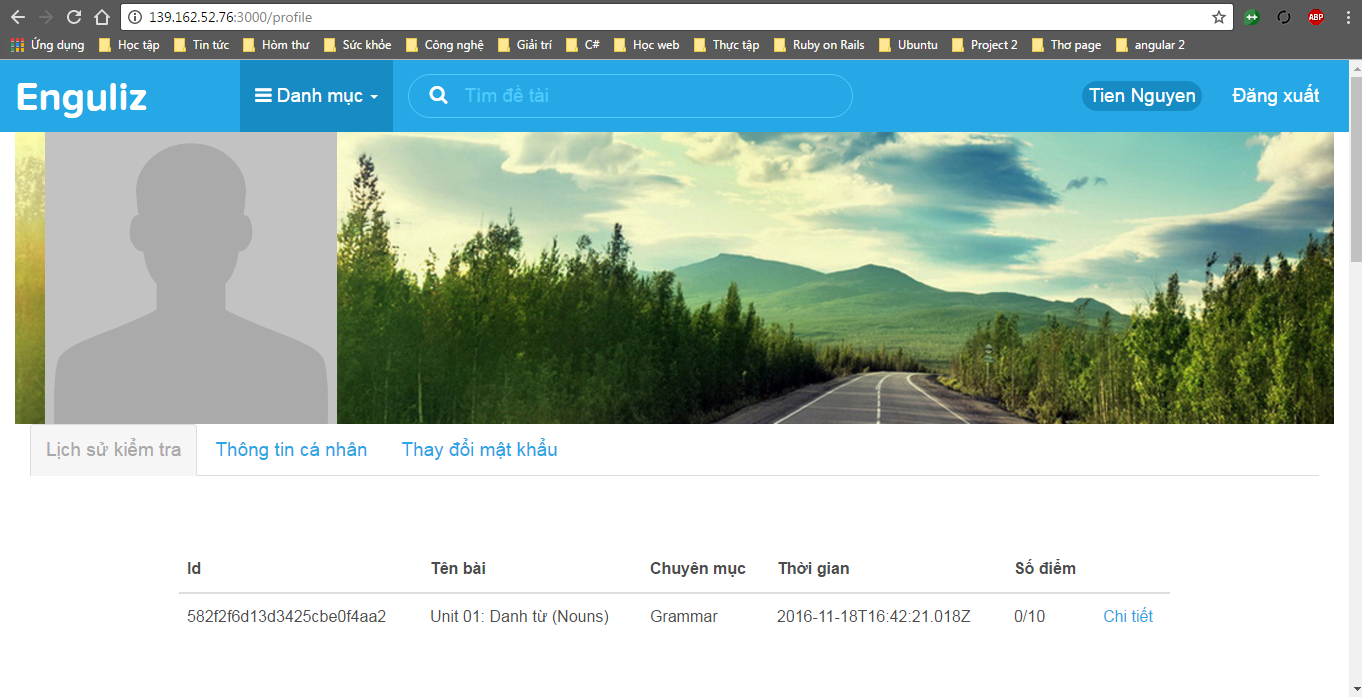 139.162.52.76:3000/profile
ABP
Ứng dụng Học tập Tin tức Hòm thư Sức khỏe Công nghệ Giải trí C# Học web Thực tập Ruby on Rails Ubuntu Project 2 Thơ page angular 2
Enguliz Danh mục Tìm đề tài Tien Nguyen Đăng xuất
Lịch sử kiểm tra Thông tin cá nhân Thay đổi mật khẩu
Id Tên bài Chuyên mục Thời gian Số điểm
582f2f6d13d3425cbe0f4aa2 Unit 01: Danh từ (Nouns) Grammar 2016-11-18T16:42:21.018Z 0/10 Chi tiết